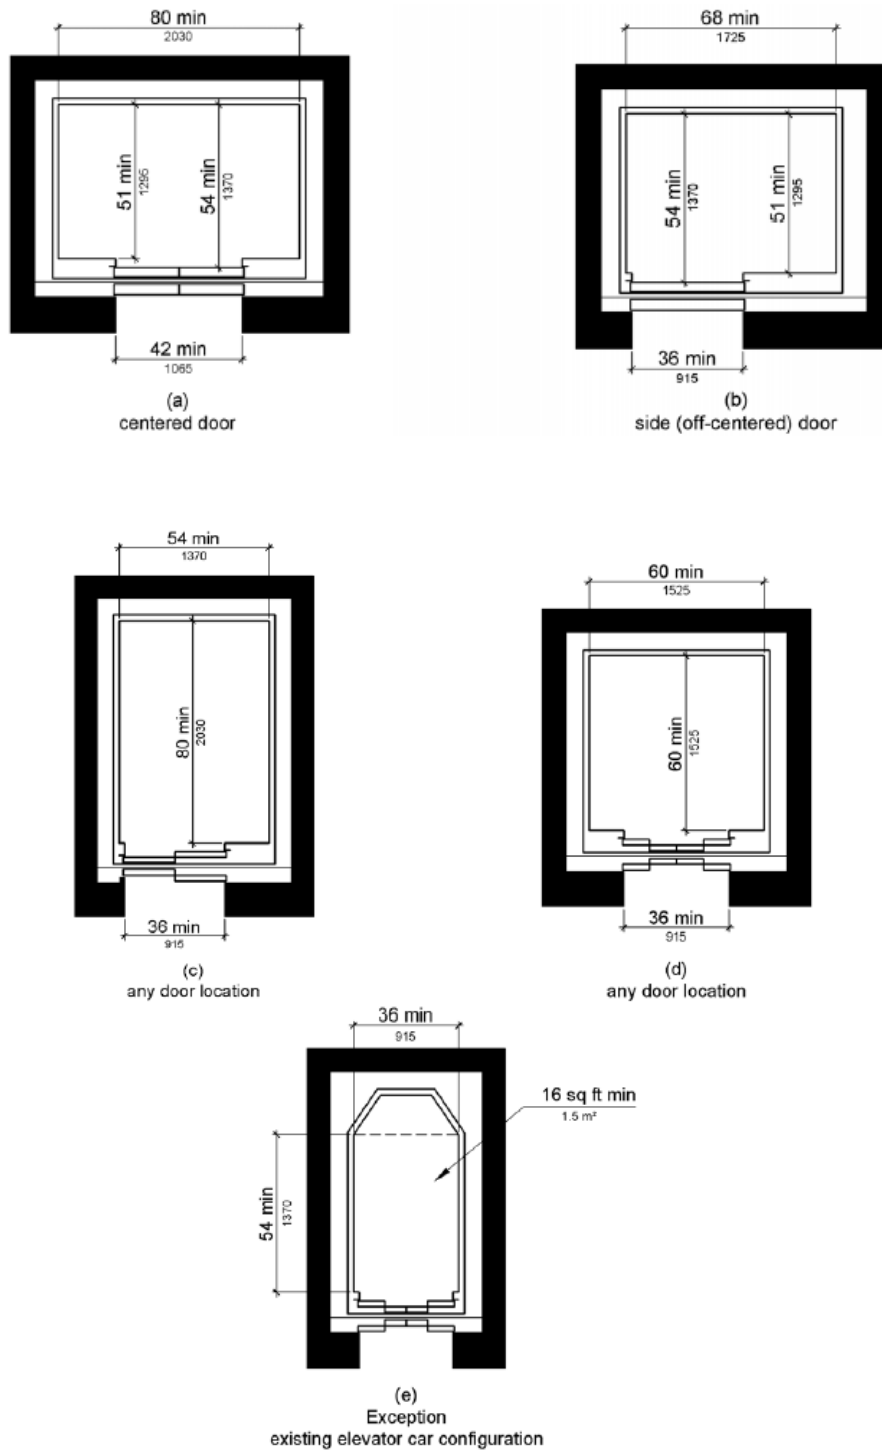 80 min
2030
68 min
1725
51 min
1295
54 min
1370
54 min
1370
51 min
1295
42 min
1065
36 min
915
(a)
centered door
(b)
side (off-centered) door
54 min
1370
60 min
1525
80 min
2030
60 min
1525
36 min
915
36 min
915
(c)
any door location
(d)
any door location
36 min
915
16 sq ft min
1.5 m²
54 min
1370
(e)
Exception
existing elevator car configuration